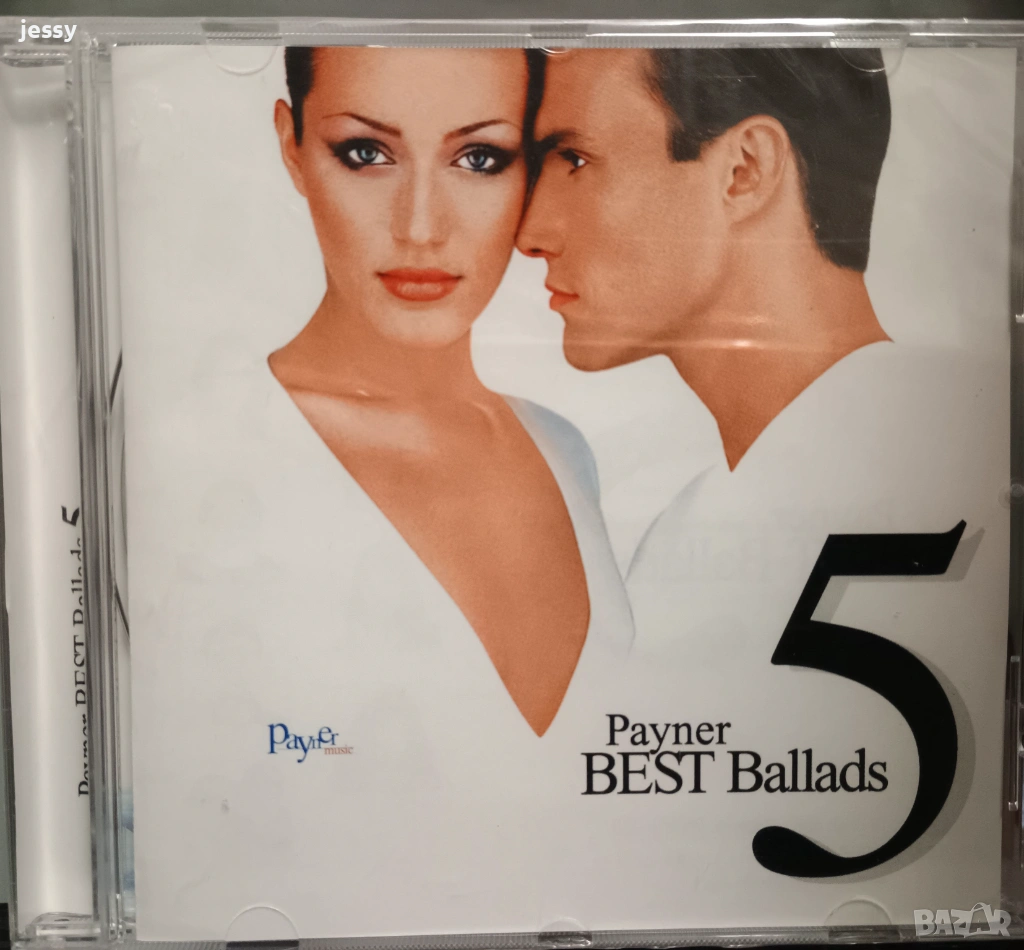 jessy
Payner BEST Ballads 5
Payner
music
Payner
BEST Ballads
5
BAZAR